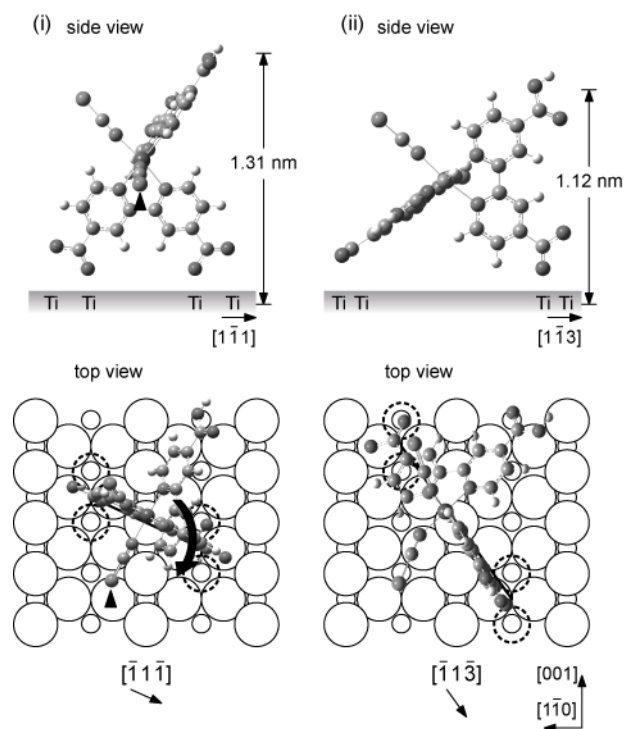 (i) side view
(ii) side view
1.31 nm
1.12 nm
Ti Ti Ti Ti
Ti Ti Ti Ti
[11̅1]
[11̅3]
top view
top view
[1̅11̅]
[1̅13̅]
[001]
[11̅0]